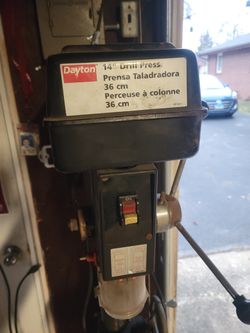 Dayton
14" Drill Press
Prensa Taladradora
36 cm
Perceuse à colonne
36 cm